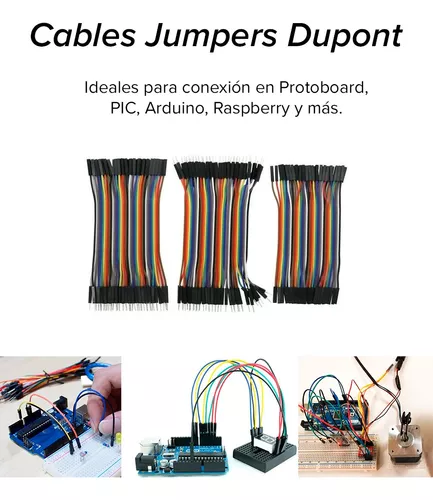 Cables Jumpers Dupont
Ideales para conexión en Protoboard,
PIC, Arduino, Raspberry y más.